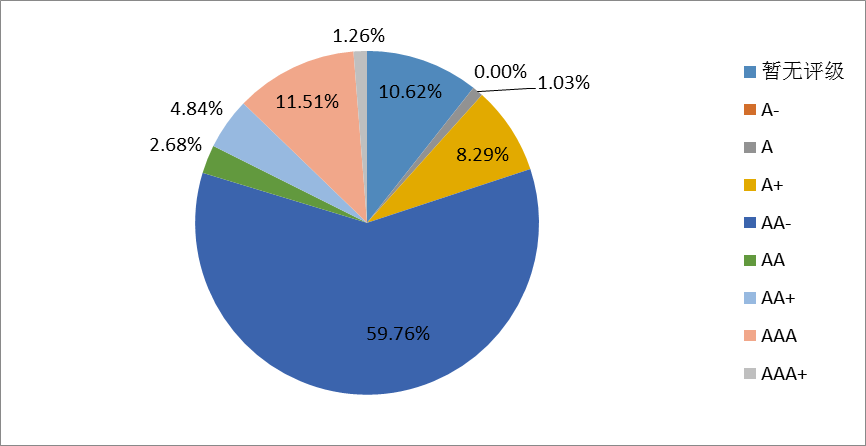 1.26%
0.00%
1.03%
10.62%
11.51%
4.84%
2.68%
8.29%
59.76%
暂无评级
A-
A
A+
AA-
AA
AA+
AAA
AAA+